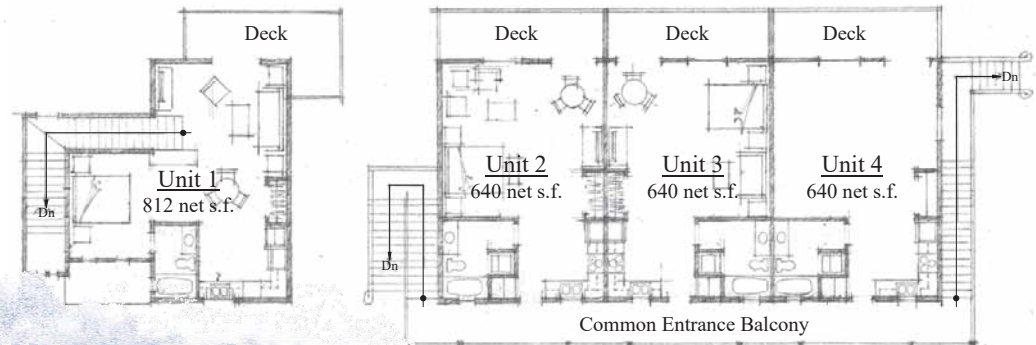 Deck
Deck
Deck
Deck
Dn
Unit 1
812 net s.f.
Dn
Unit 2
640 net s.f.
Unit 3
640 net s.f.
Unit 4
640 net s.f.
Dn
Common Entrance Balcony